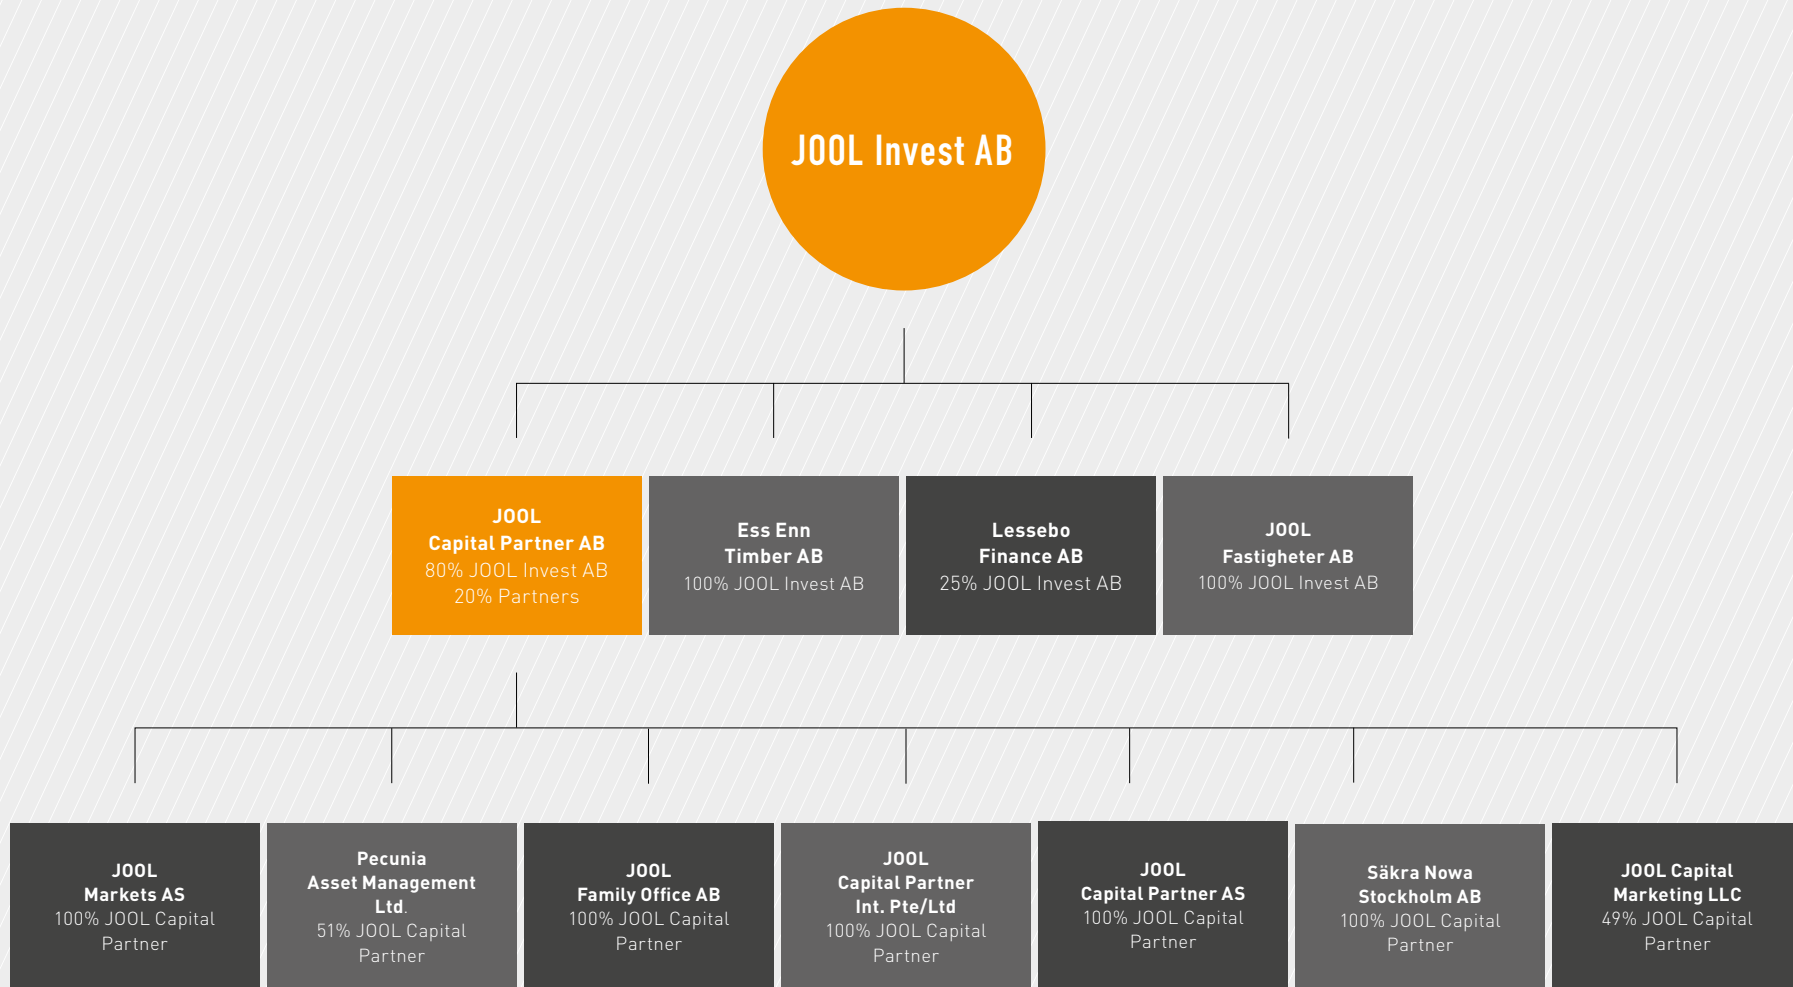 JOOL Invest AB
JOOL
Capital Partner AB
80% JOOL Invest AB
20% Partners
Ess Enn
Timber AB
100% JOOL Invest AB
Lessebo
Finance AB
25% JOOL Invest AB
JOOL
Fastigheter AB
100% JOOL Invest AB
JOOL
Markets AS
100% JOOL Capital
Partner
Pecunia
Asset Management
Ltd.
51% JOOL Capital
Partner
JOOL
Family Office AB
100% JOOL Capital
Partner
JOOL
Capital Partner
Int. Pte/Ltd
100% JOOL Capital
Partner
JOOL
Capital Partner AS
100% JOOL Capital
Partner
Säkra Nowa
Stockholm AB
100% JOOL Capital
Partner
JOOL Capital
Marketing LLC
49% JOOL Capital
Partner